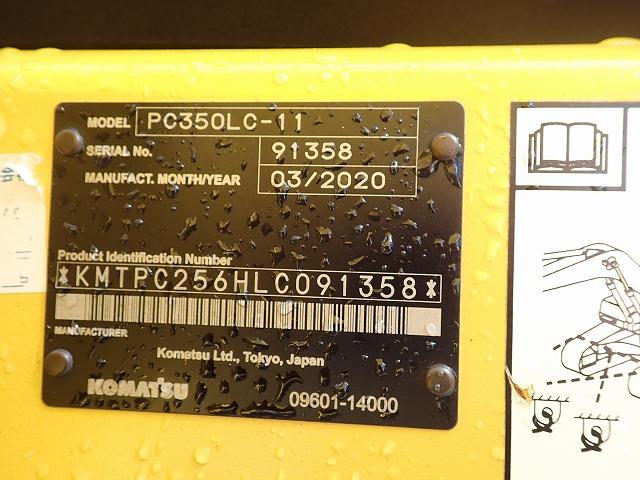 MODEL PC350LC-11
SERIAL No. 91358
MANUFACT. MONTH/YEAR 03/2020
Product Identification Number
*KMTPC256HLC091358*
MANUFACTURER
Komatsu Ltd., Tokyo, Japan
KOMATSU 09601-14000